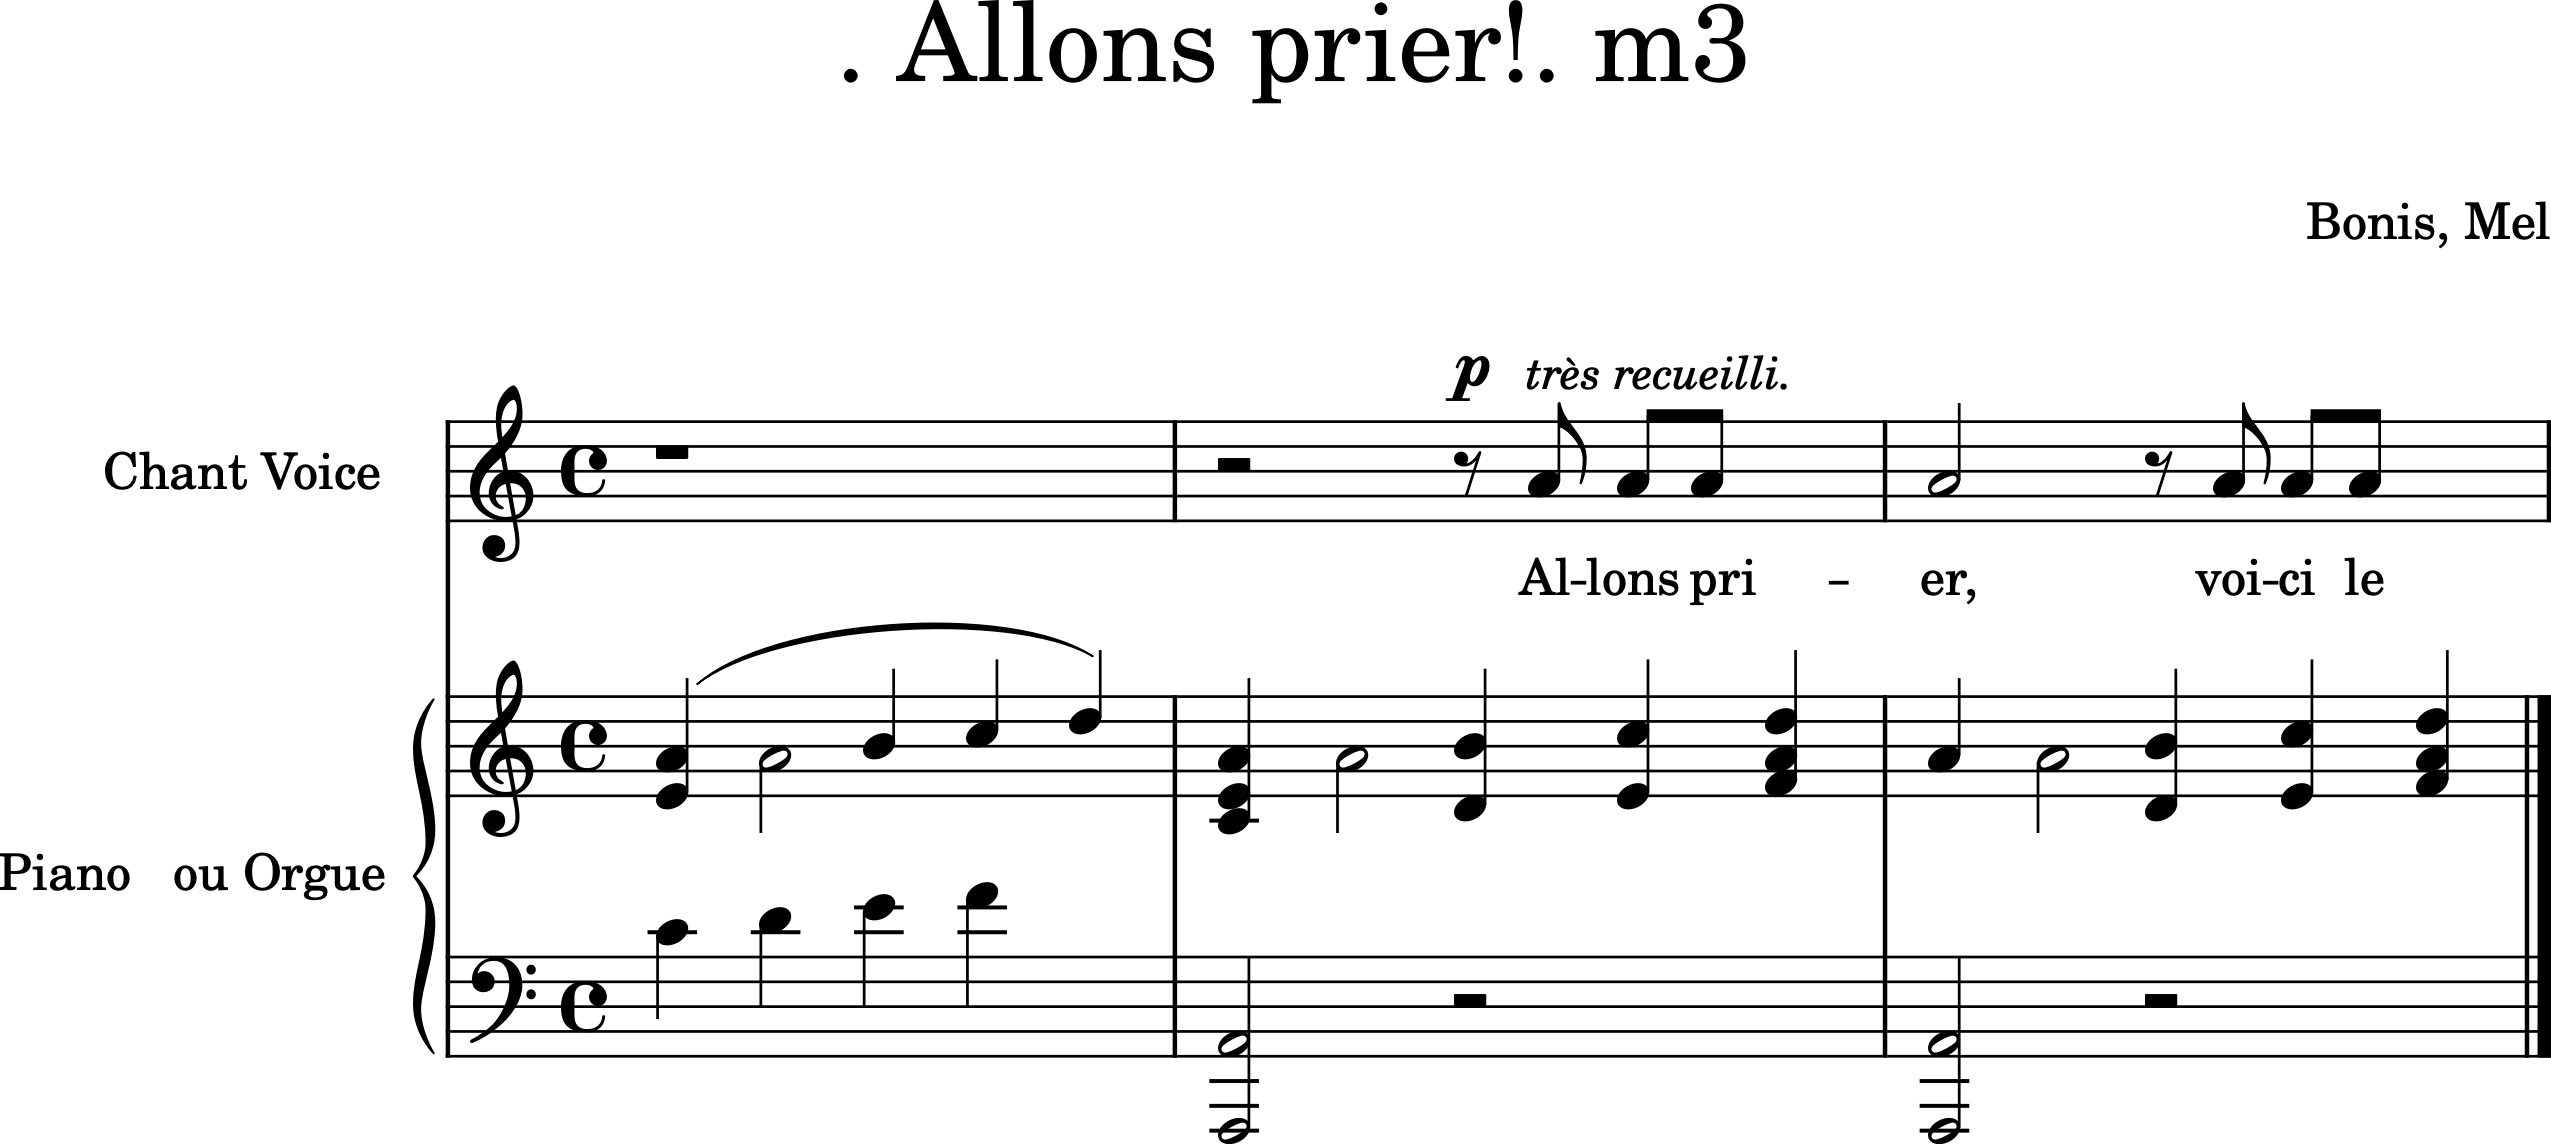 . Allons prier!. m3
Bonis, Mel
p très recueilli.
Chant Voice
Al-lons pri - er, voi-ci le
Piano ou Orgue